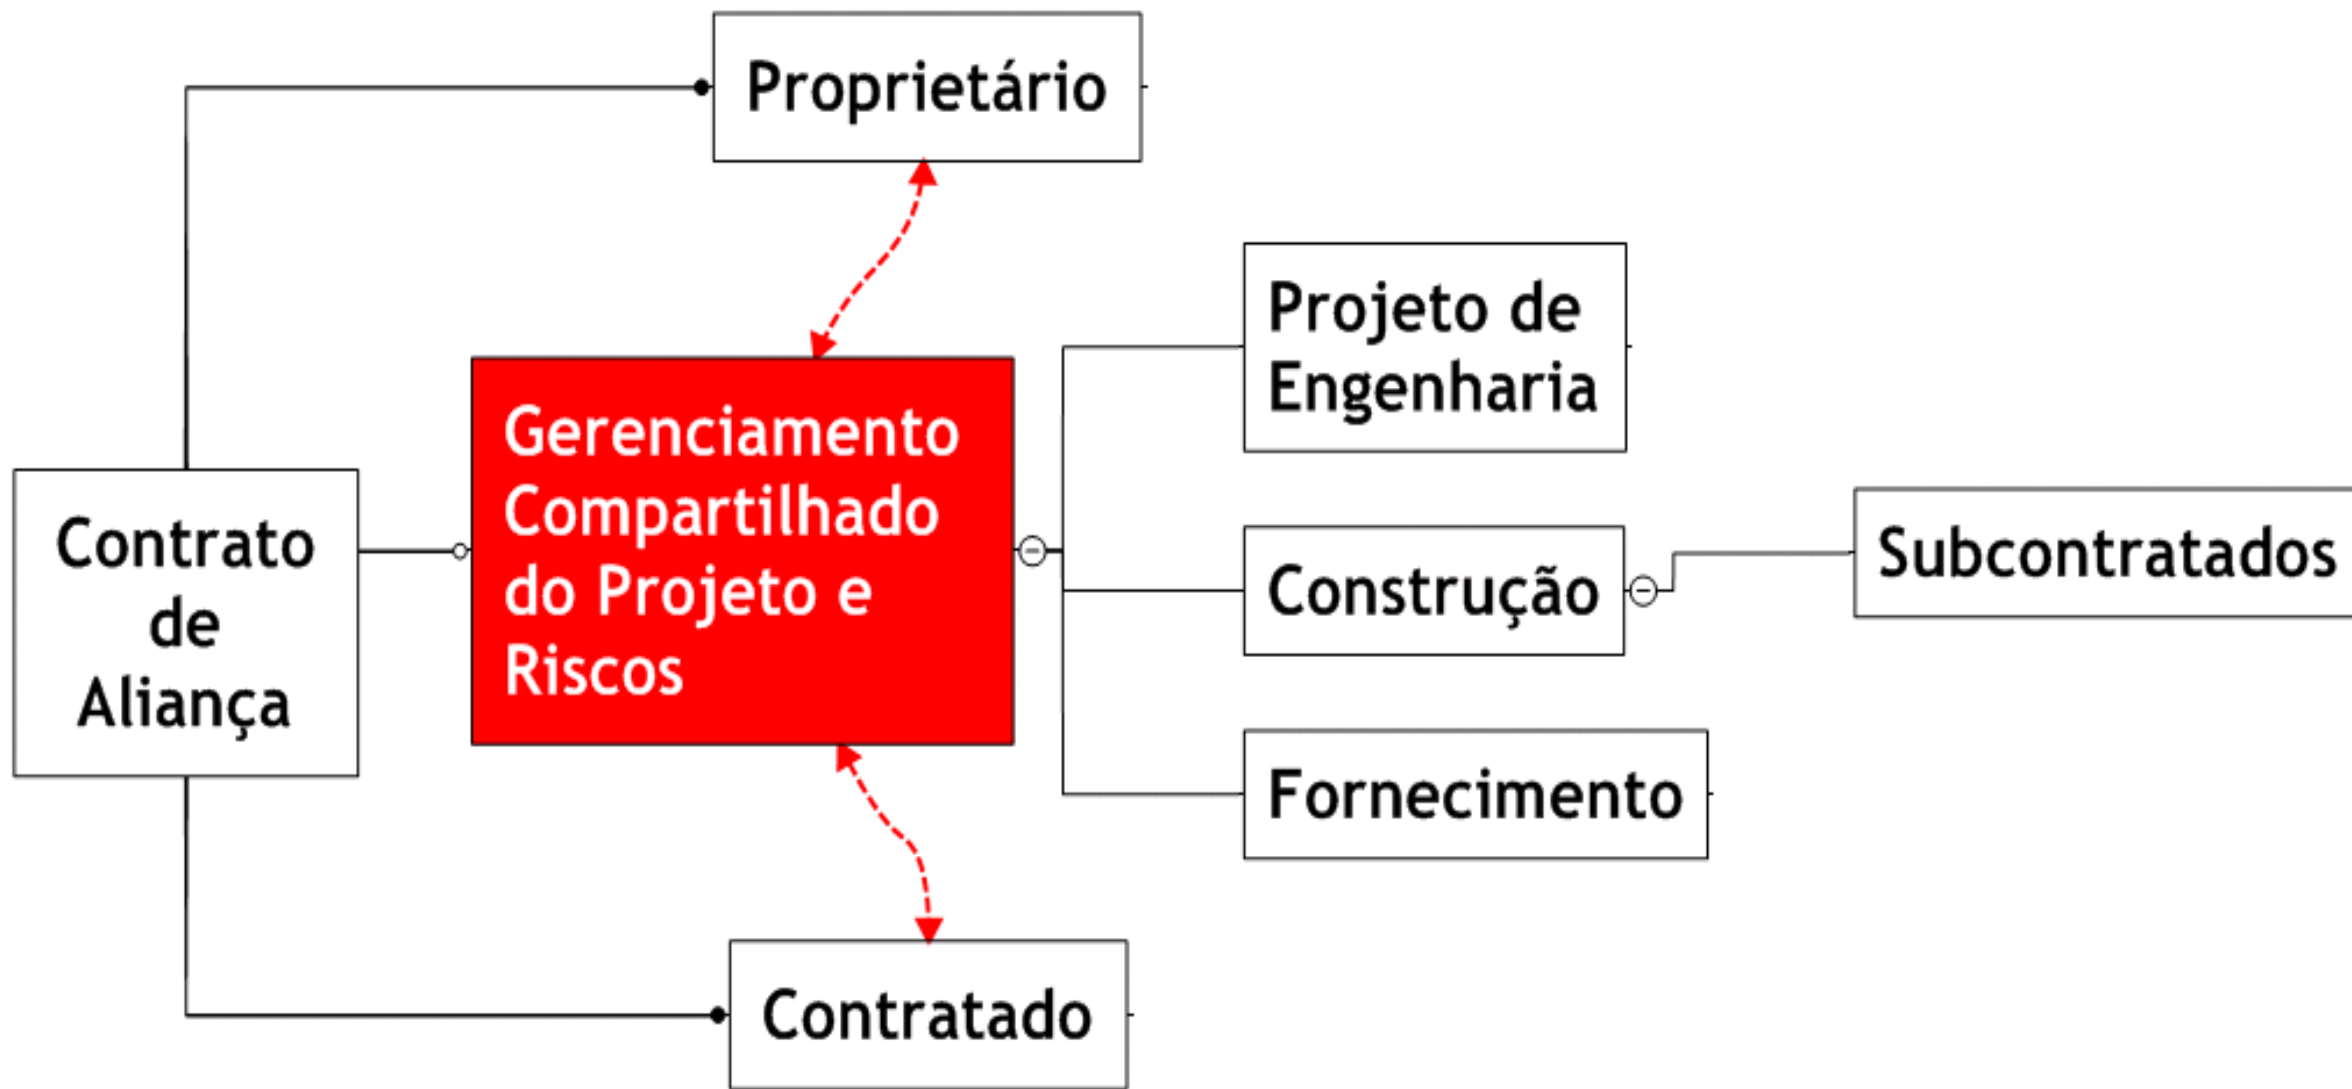 Proprietário
Projeto de
Engenharia
Gerenciamento
Compartilhado
do Projeto e
Riscos
Contrato
de
Aliança
Construção
Subcontratados
Fornecimento
Contratado